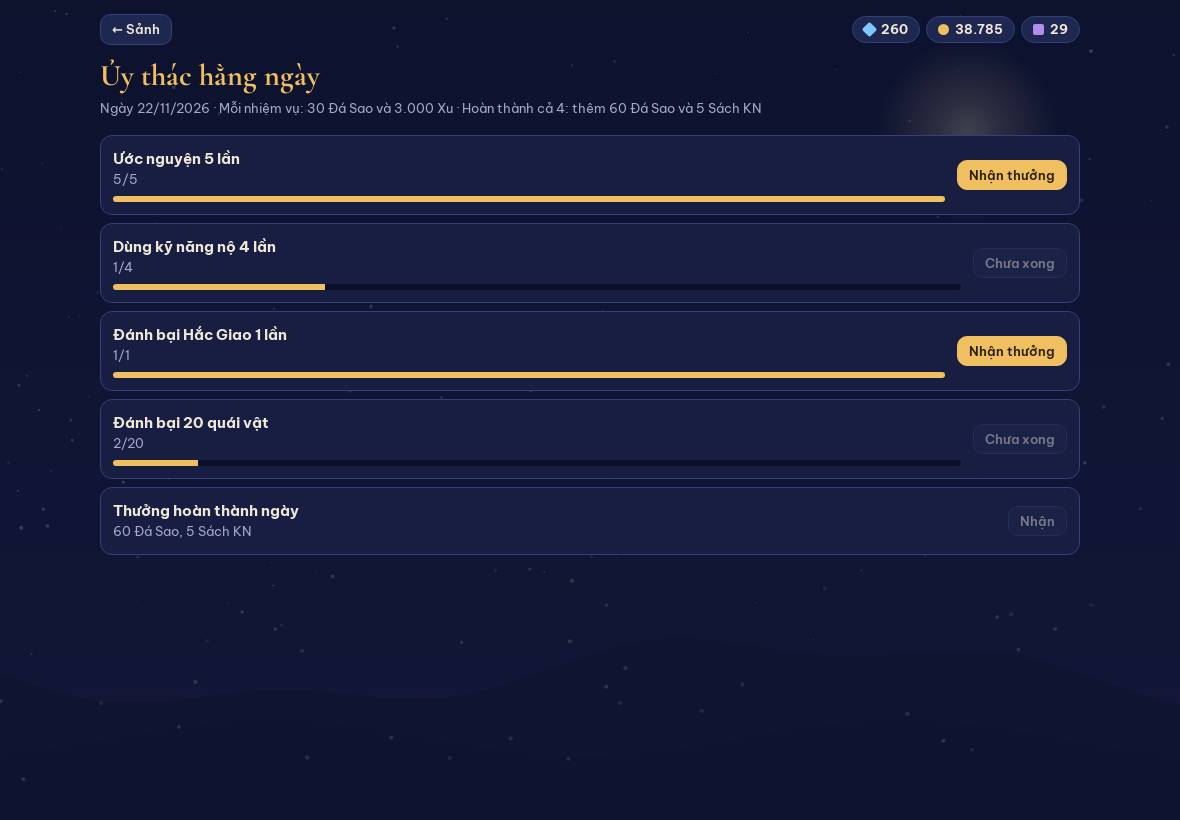 ← Sảnh
260
38.785
29
Ủy thác hằng ngày
Ngày 22/11/2026 · Mỗi nhiệm vụ: 30 Đá Sao và 3.000 Xu · Hoàn thành cả 4: thêm 60 Đá Sao và 5 Sách KN
Ước nguyện 5 lần
5/5
Nhận thưởng
Dùng kỹ năng nộ 4 lần
1/4
Chưa xong
Đánh bại Hắc Giao 1 lần
1/1
Nhận thưởng
Đánh bại 20 quái vật
2/20
Chưa xong
Thưởng hoàn thành ngày
60 Đá Sao, 5 Sách KN
Nhận